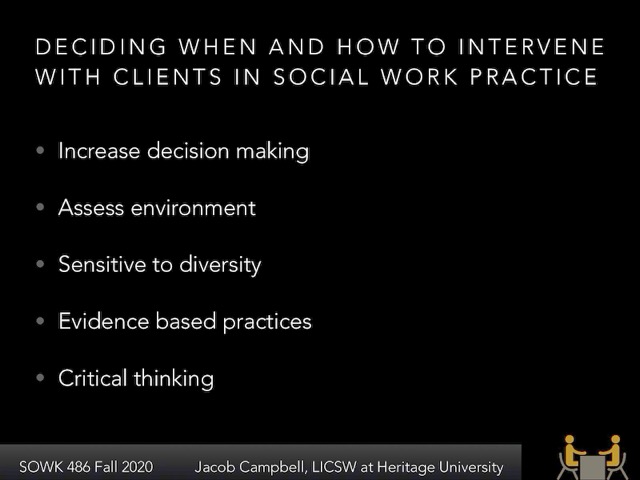 DECIDING WHEN AND HOW TO INTERVENE
WITH CLIENTS IN SOCIAL WORK PRACTICE
• Increase decision making
• Assess environment
• Sensitive to diversity
• Evidence based practices
• Critical thinking
SOWK 486 Fall 2020 Jacob Campbell, LICSW at Heritage University